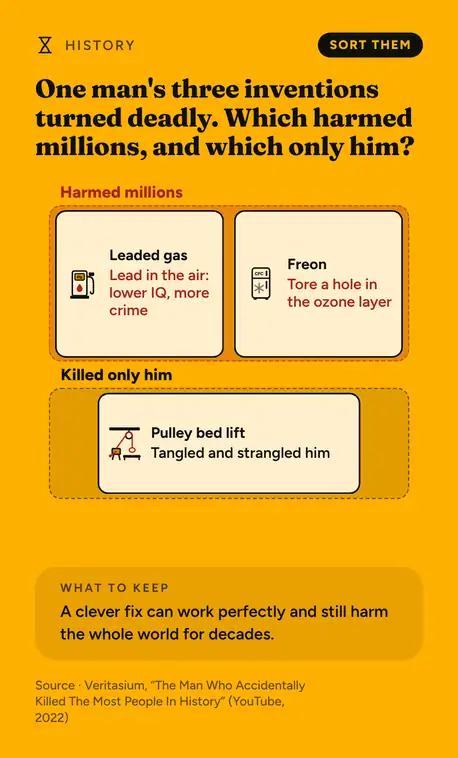 HISTORY
SORT THEM
One man's three inventions
turned deadly. Which harmed
millions, and which only him?
Harmed millions
Leaded gas
Lead in the air:
lower IQ, more
crime
CFC
Freon
Tore a hole in
the ozone layer
Killed only him
Pulley bed lift
Tangled and strangled him
WHAT TO KEEP
A clever fix can work perfectly and still harm
the whole world for decades.
Source · Veritasium, “The Man Who Accidentally
Killed The Most People In History” (YouTube,
2022)